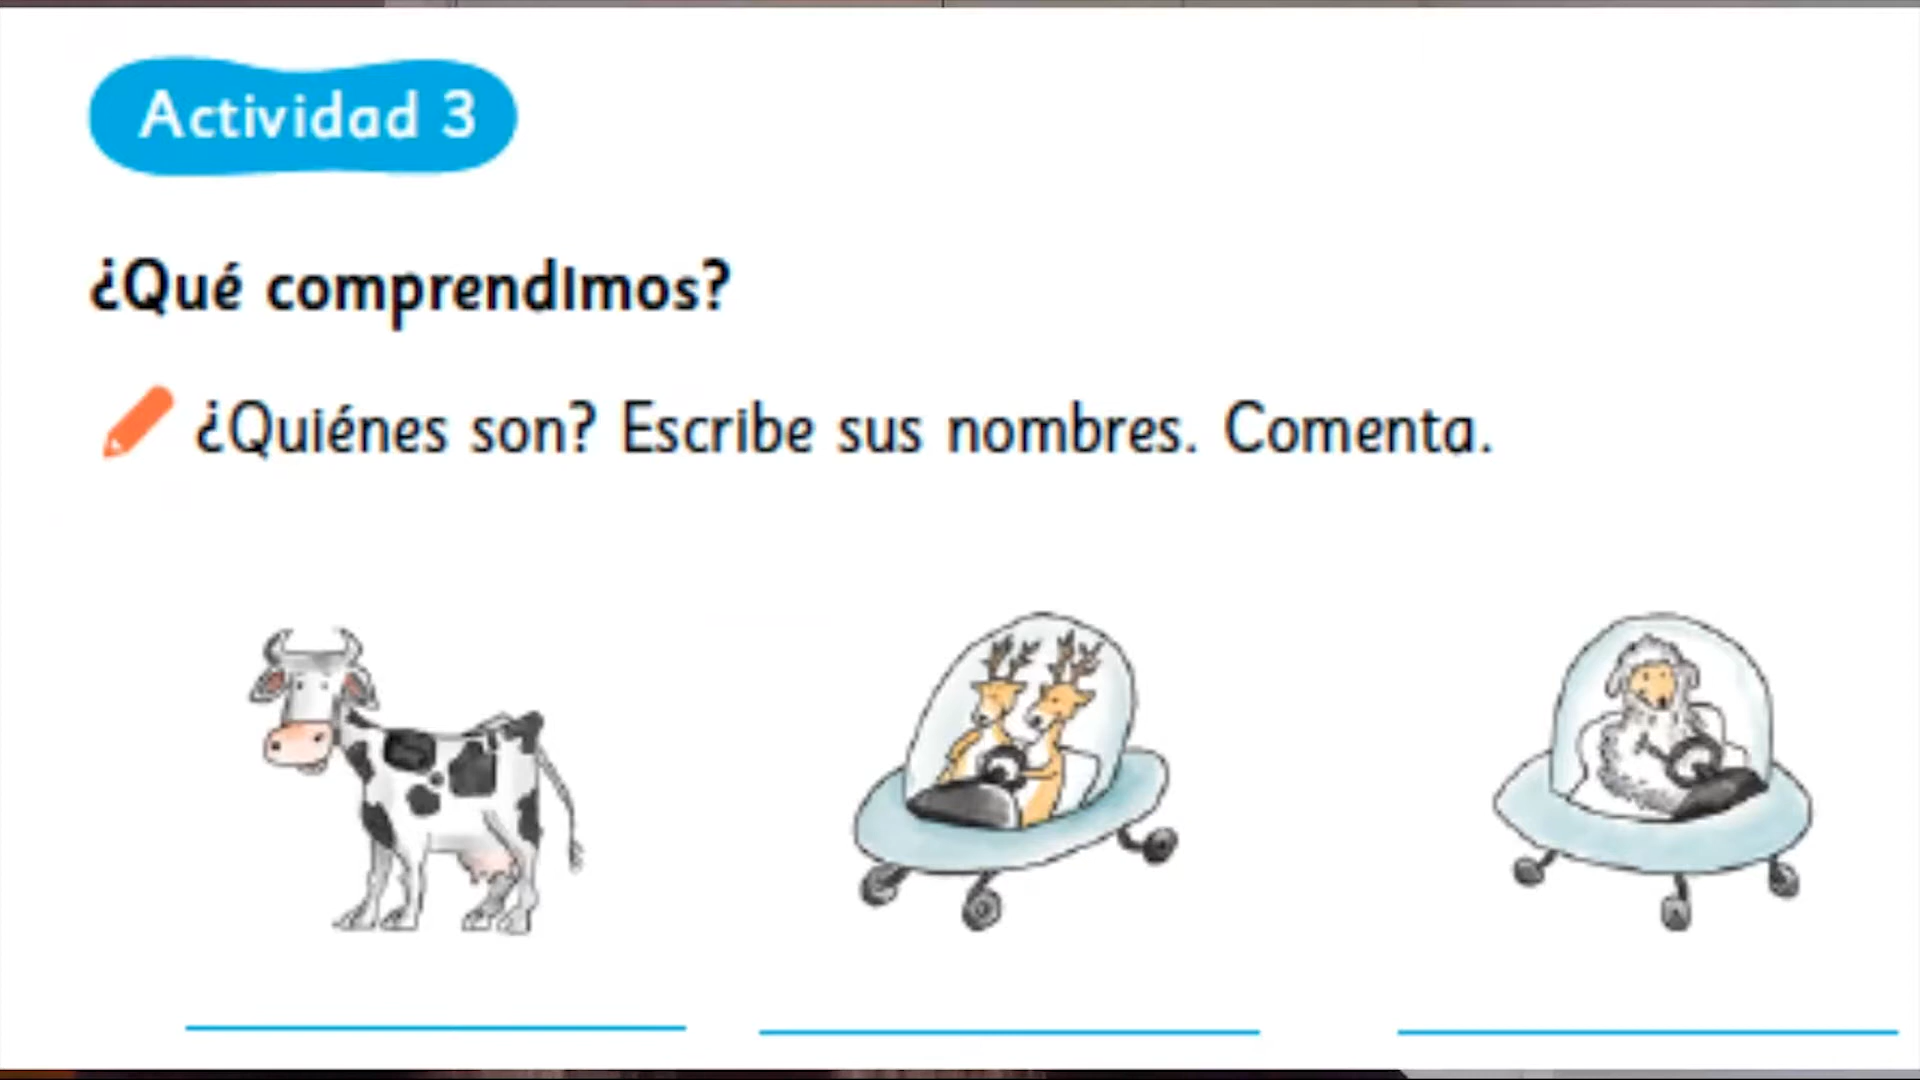 Actividad 3
¿Qué comprendimos?
¿Quiénes son? Escribe sus nombres. Comenta.